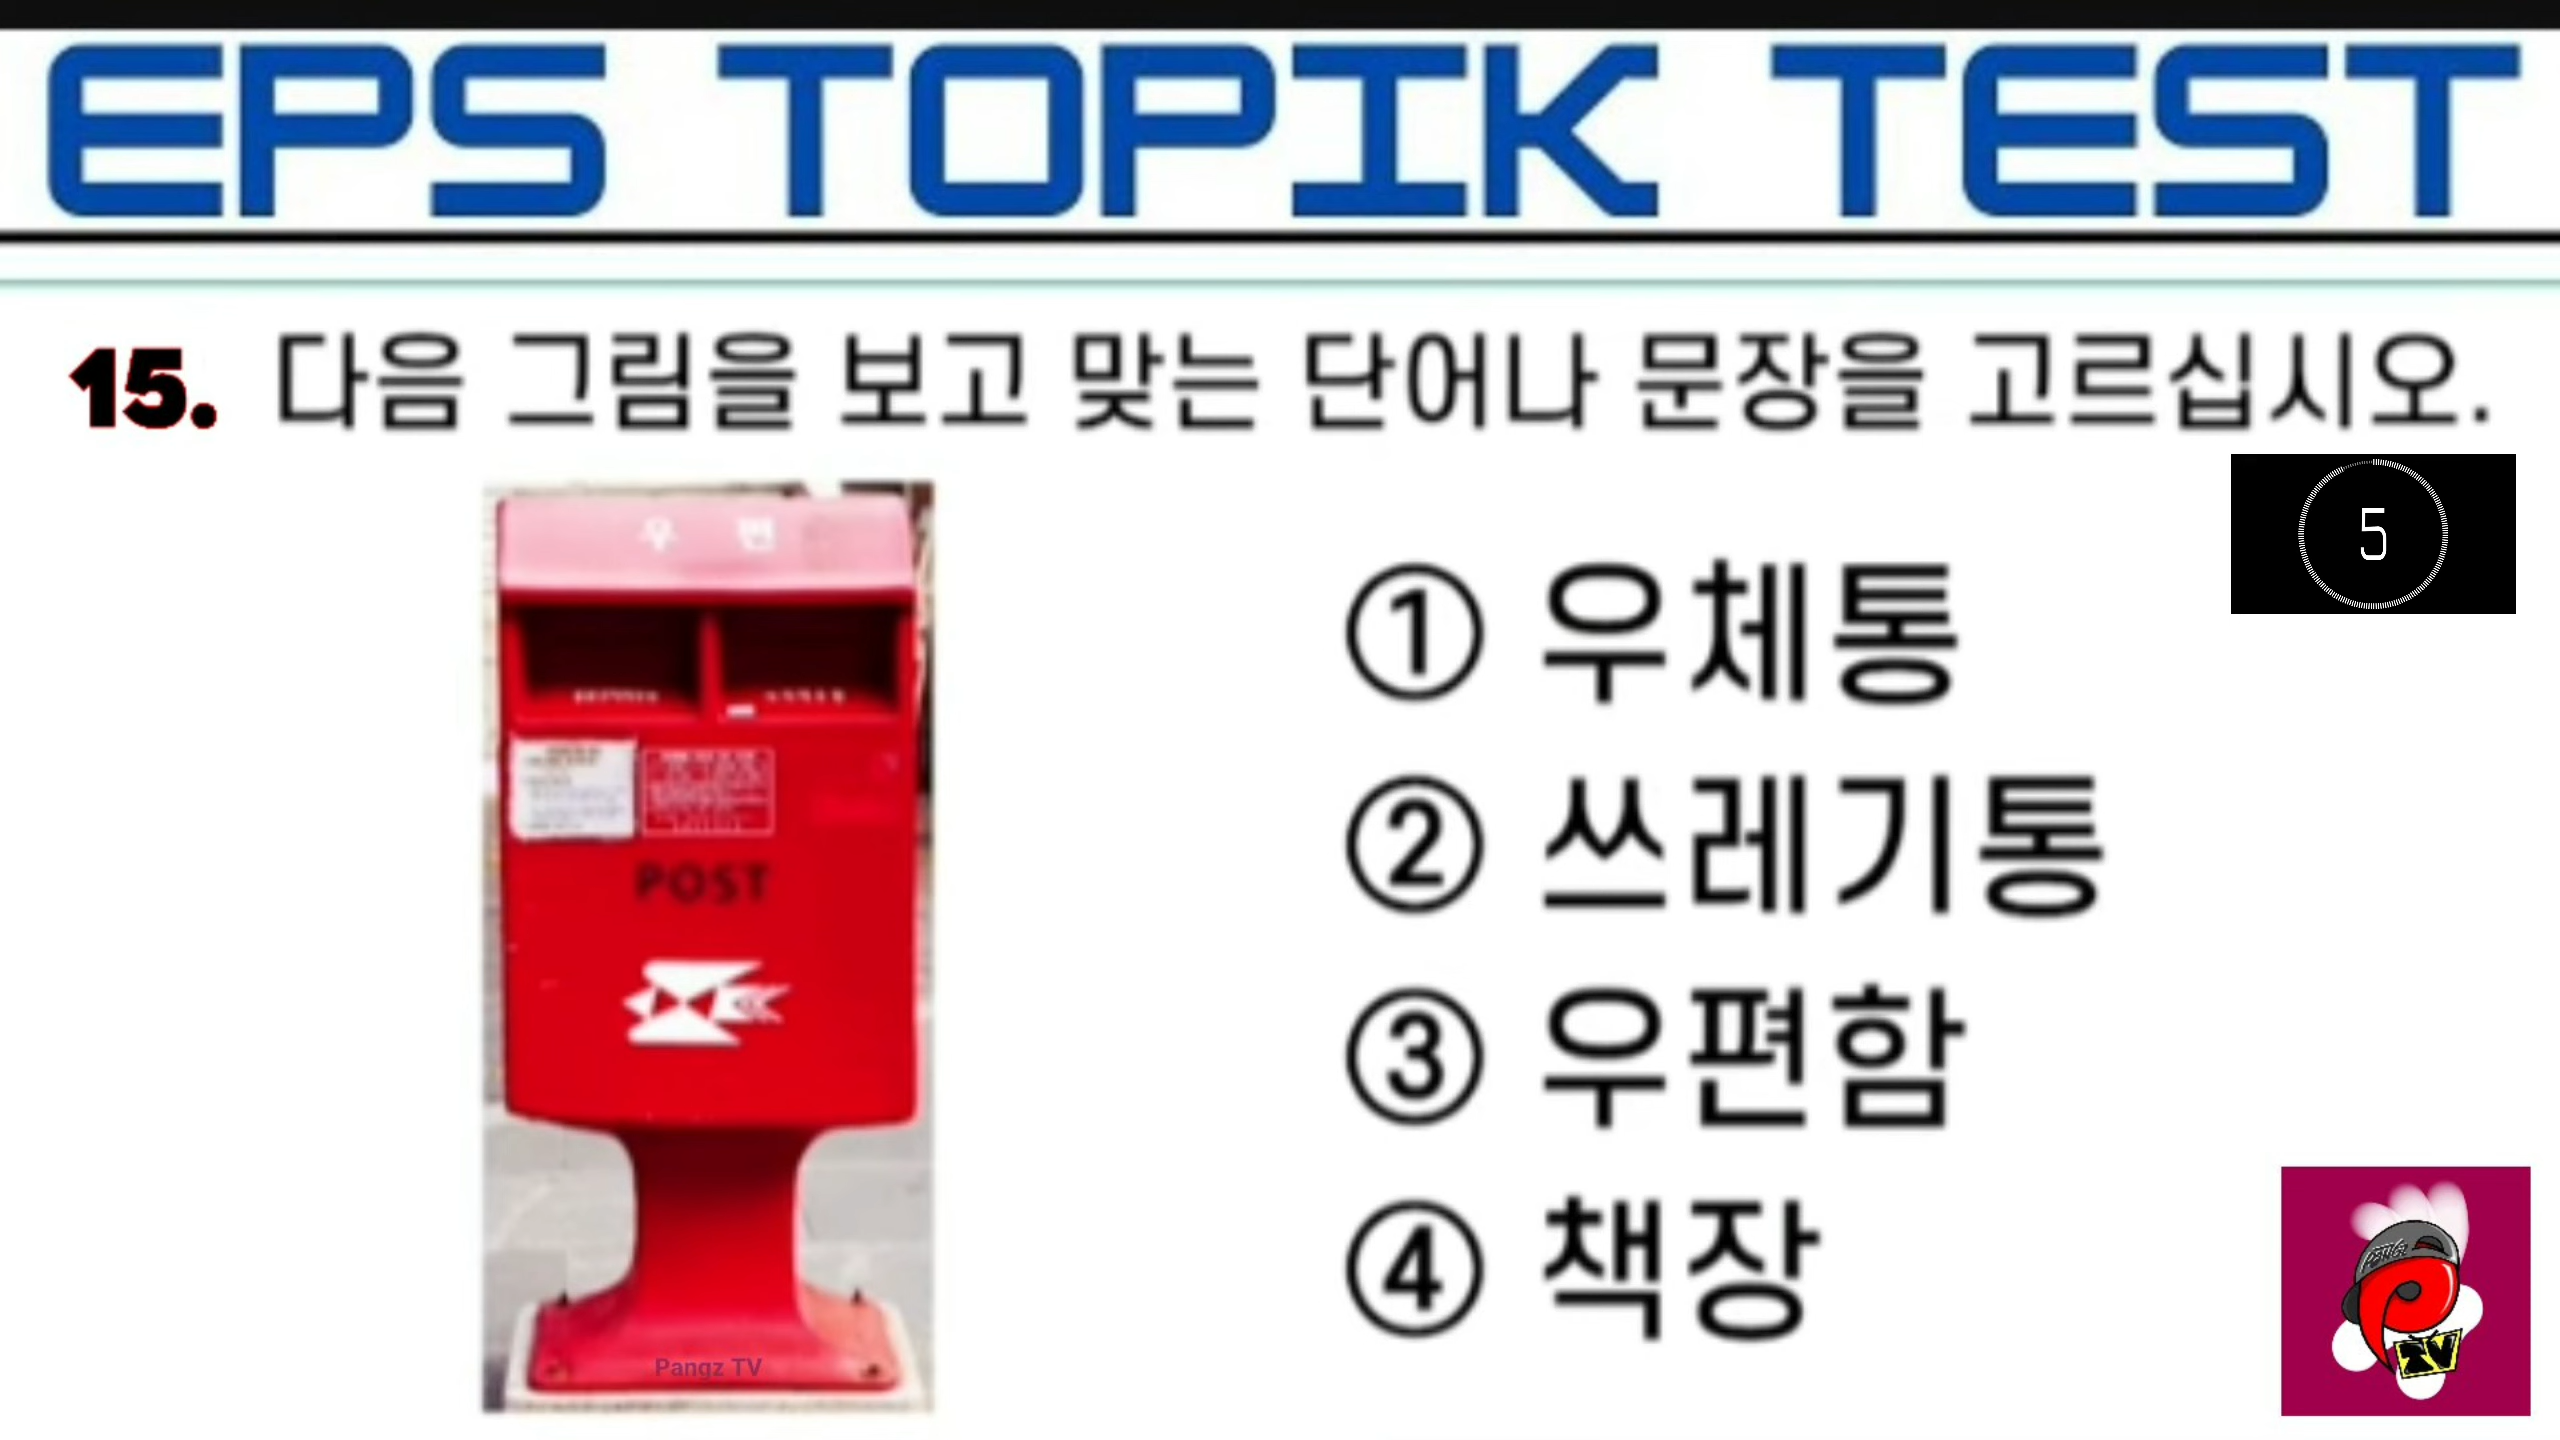 EPS TOPIK TEST
15. 다음 그림을 보고 맞는 단어나 문장을 고르십시오.
5
우 편
POST
Pangz TV
① 우체통
② 쓰레기통
③ 우편함
④ 책장
PANGZ
TV